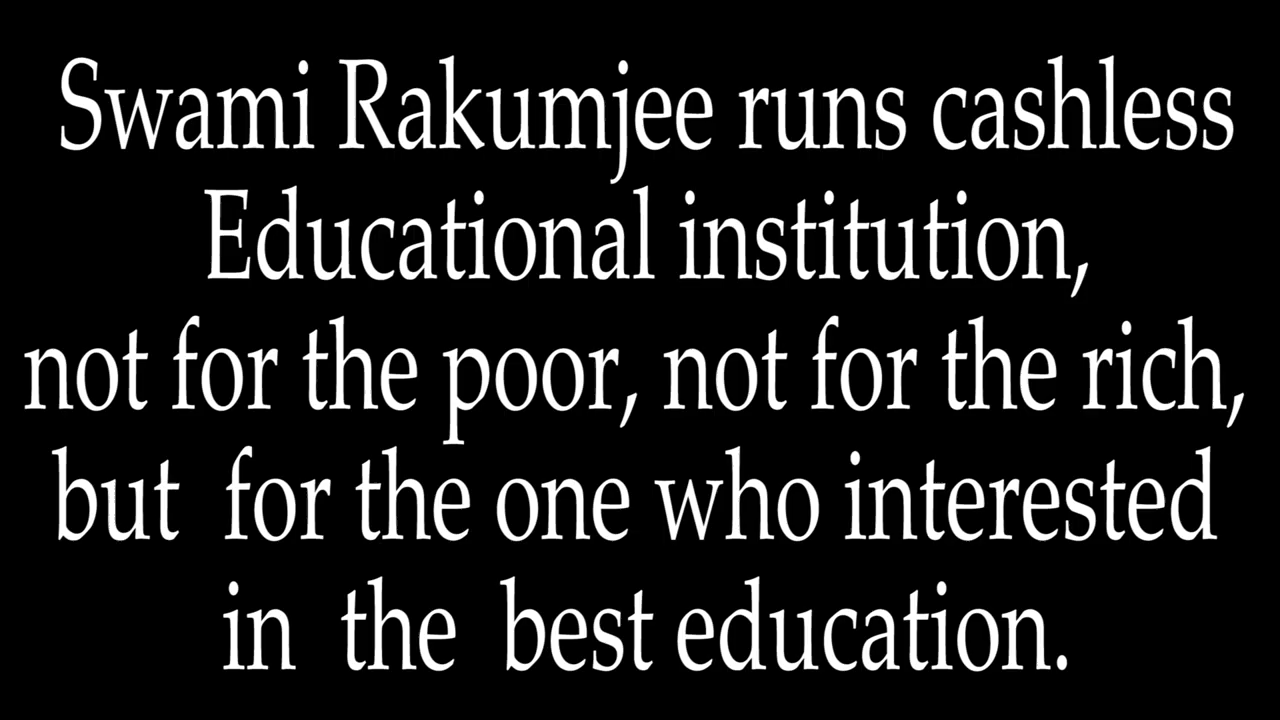 Swami Rakumjee runs cashless
Educational institution,
not for the poor, not for the rich,
but for the one who interested
in the best education.